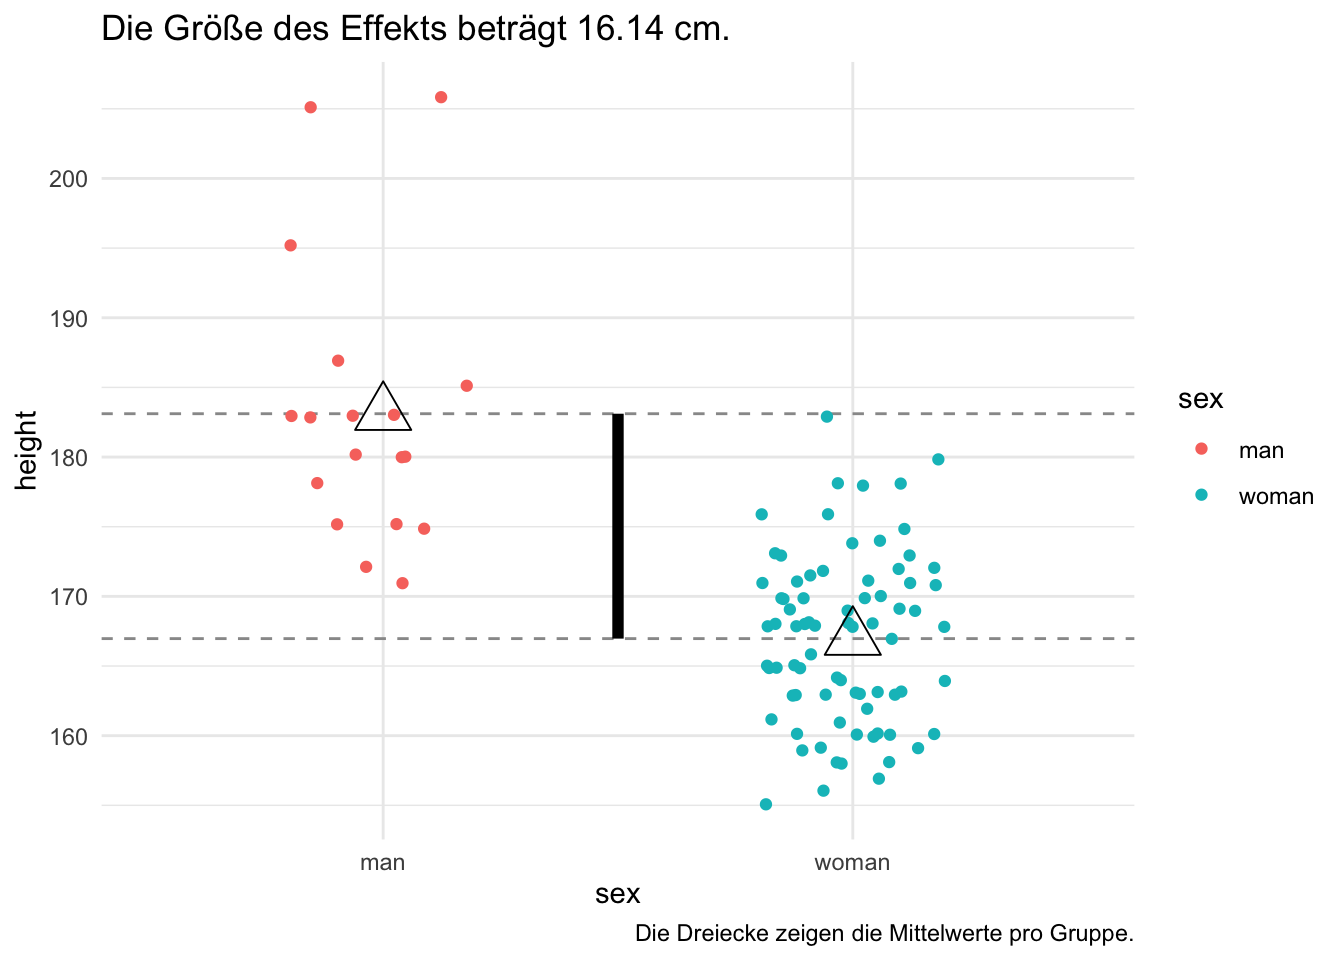 Die Größe des Effekts beträgt 16.14 cm.
height
200
190
180
170
160
man
woman
sex
sex
man
woman
Die Dreiecke zeigen die Mittelwerte pro Gruppe.